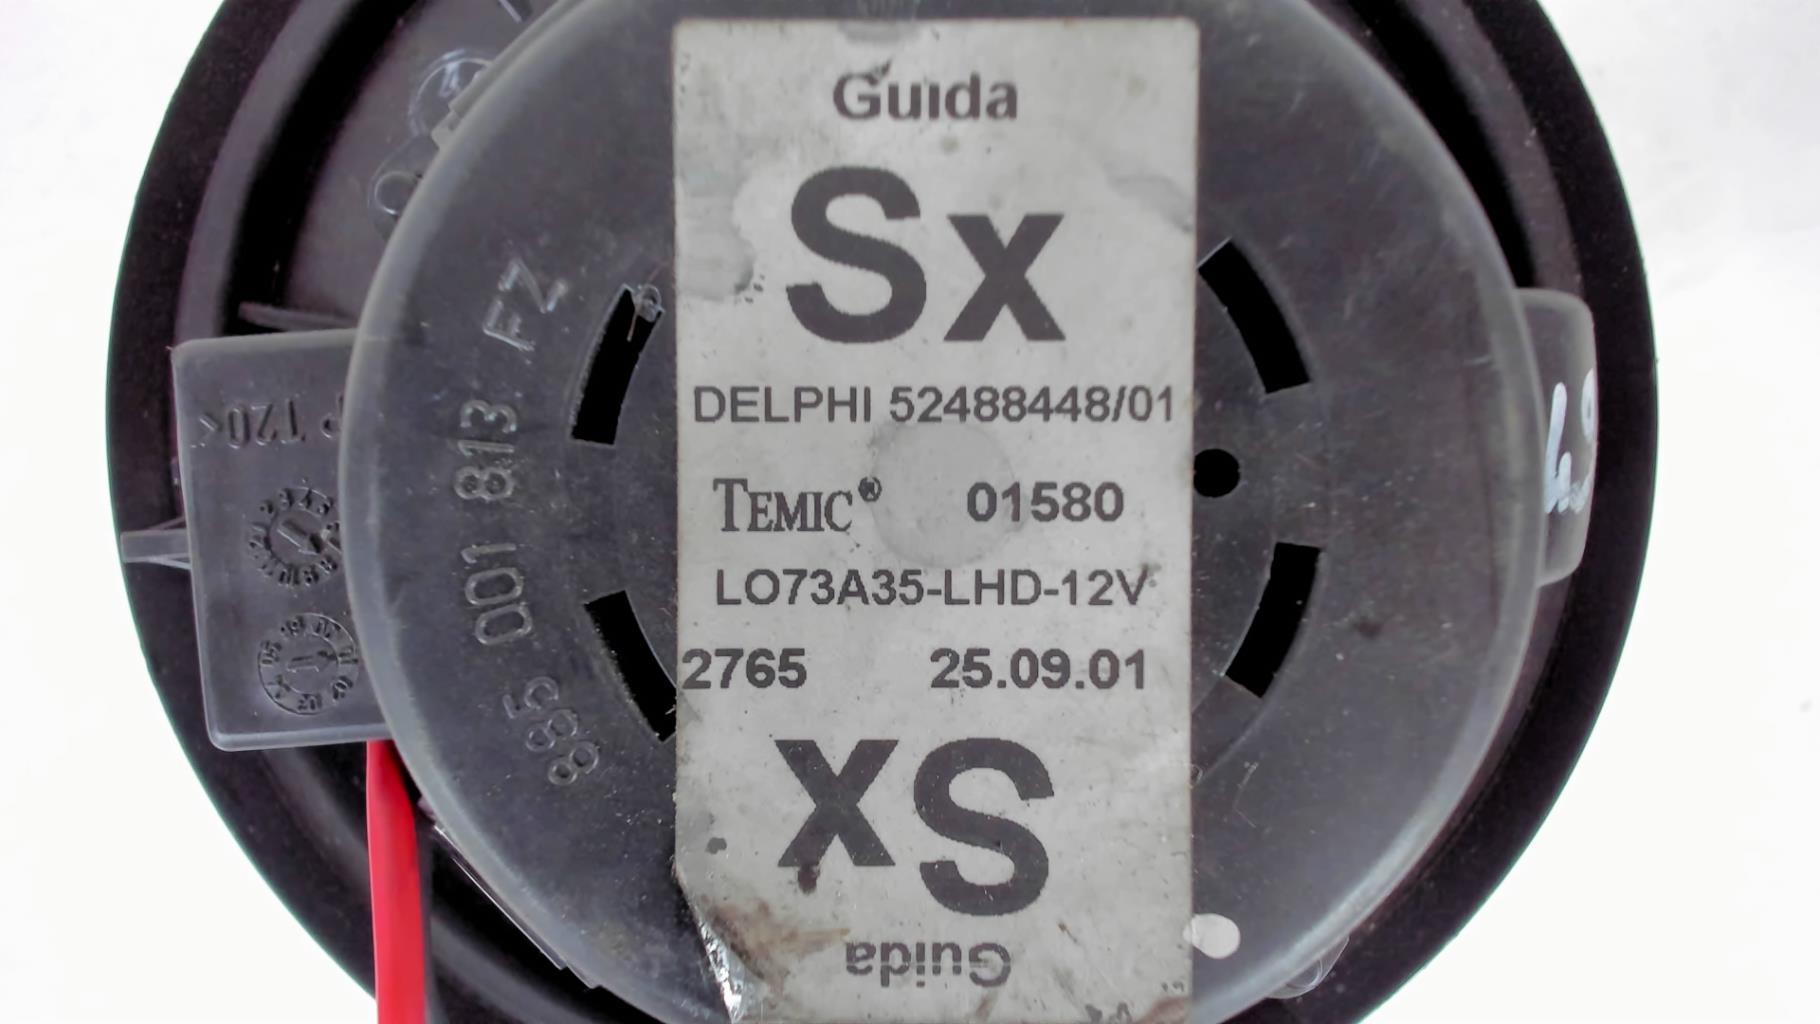 Guida
Sx
DELPHI 52488448/01
TEMIC® 01580
LO73A35-LHD-12V
2765 25.09.01
Sx
Guida
885 001 813 FZ
T20<